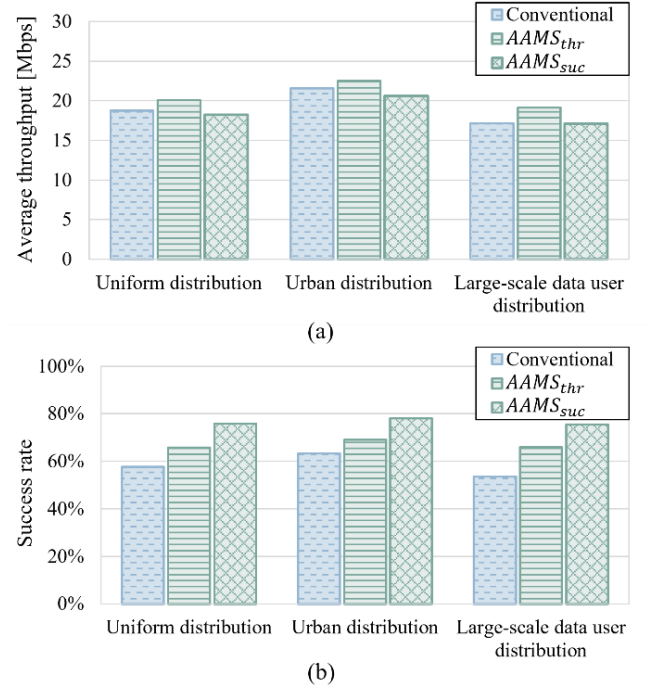 Average throughput [Mbps]
30
25
20
15
10
5
0
Conventional
AAMS_thr
AAMS_suc
Uniform distribution
Urban distribution
Large-scale data user
distribution
(a)
Success rate
100%
80%
60%
40%
20%
0%
Conventional
AAMS_thr
AAMS_suc
Uniform distribution
Urban distribution
Large-scale data user
distribution
(b)